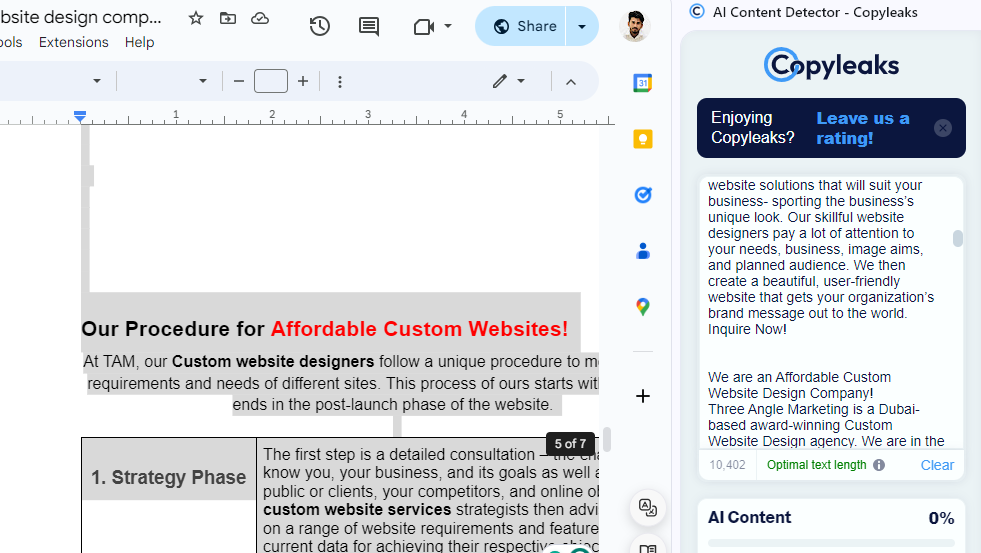 bsite design comp...
Share
ools Extensions Help
1 2 3 4 5
31
Our Procedure for Affordable Custom Websites!
At TAM, our Custom website designers follow a unique procedure to
requirements and needs of different sites. This process of ours starts
ends in the post-launch phase of the website.
5 of 7
1. Strategy Phase
The first step is a detailed consultation – the
know you, your business, and its goals as well
public or clients, your competitors, and online
custom website services strategists then
on a range of website requirements and
current data for achieving their respective
AI Content Detector - Copyleaks
Copyleaks
Enjoying Copyleaks?
Leave us a rating!
website solutions that will suit your
business- sporting the business’s
unique look. Our skillful website
designers pay a lot of attention to
your needs, business, image aims,
and planned audience. We then
create a beautiful, user-friendly
website that gets your organization’s
brand message out to the world.
Inquire Now!
We are an Affordable Custom
Website Design Company!
Three Angle Marketing is a Dubai-
based award-winning Custom
Website Design agency. We are in the
10,402 Optimal text length Clear
AI Content 0%